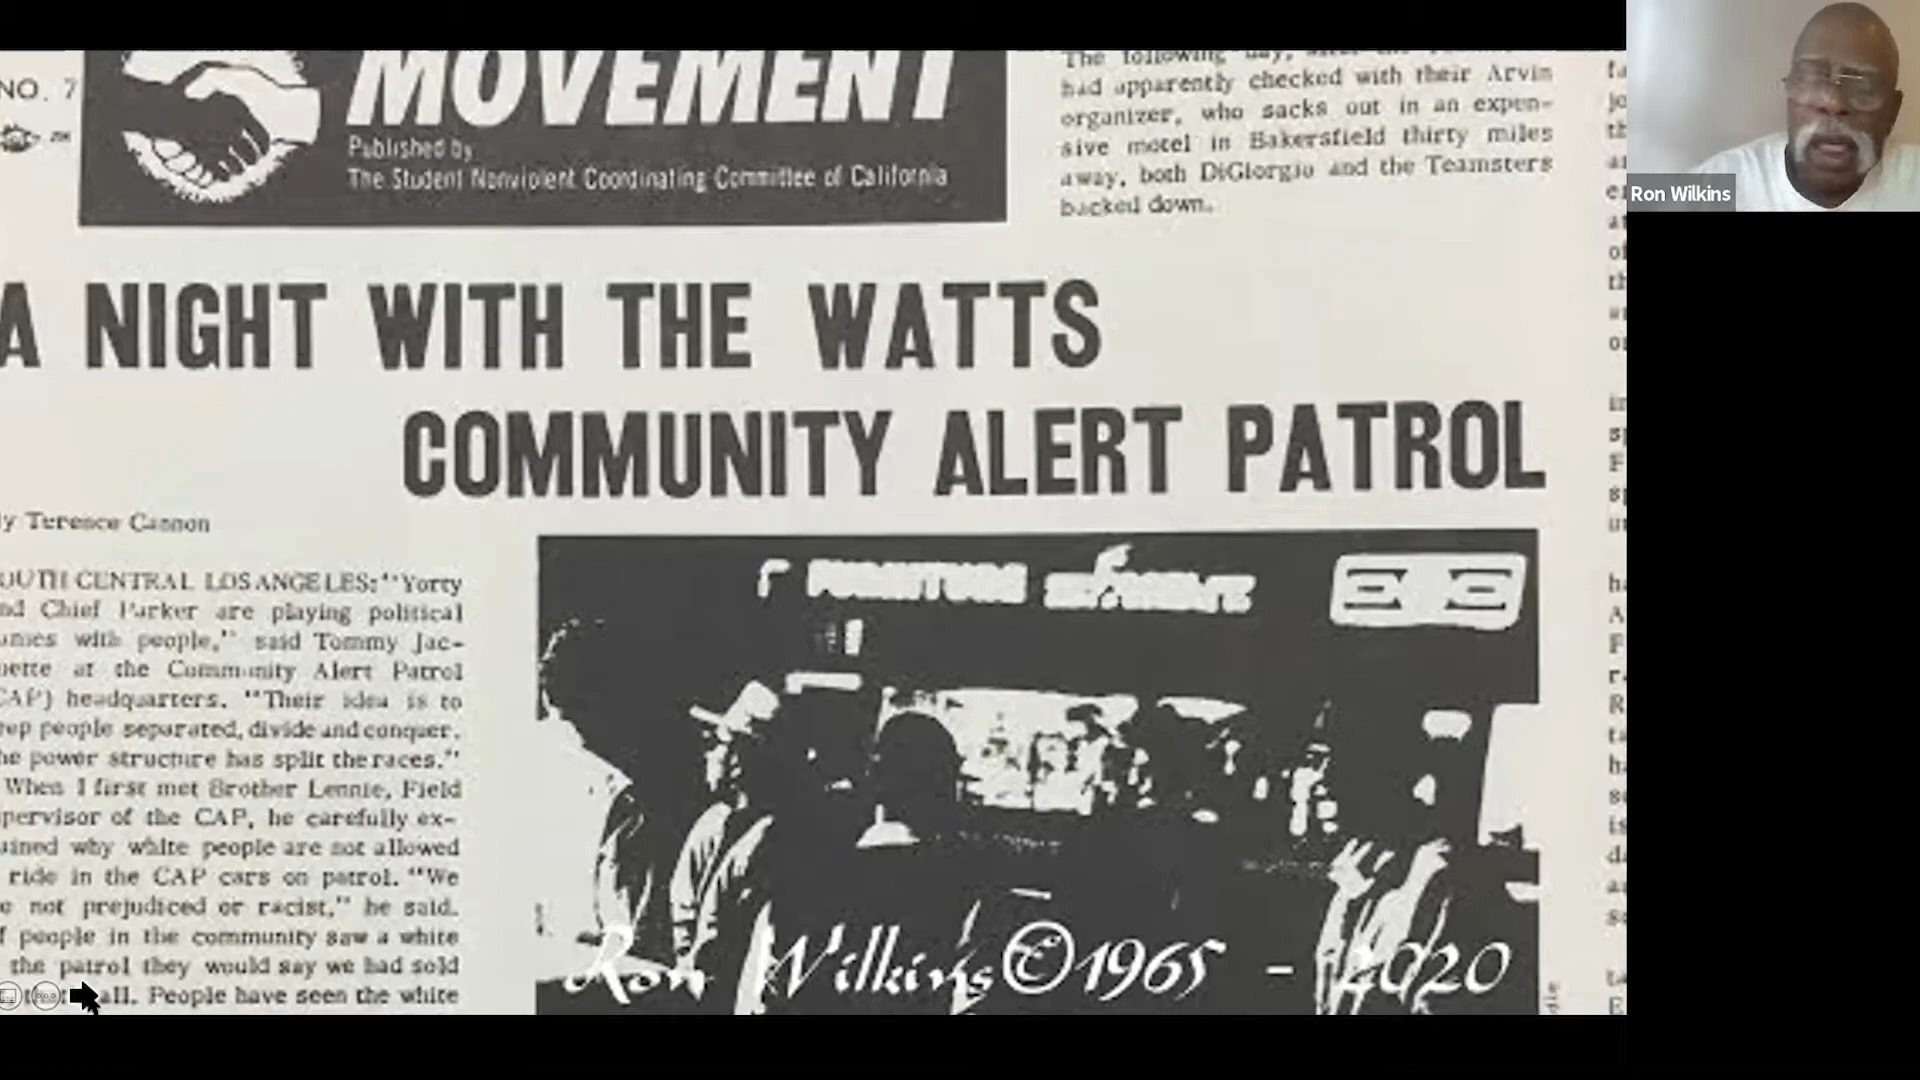 NO. 7
MOVEMENT
Published by
The Student Nonviolent Coordinating Committee of California
The following day, after the
had apparently checked with their Arvin
organizer, who sacks out in an expen-
sive motel in Bakersfield thirty miles
away, both DiGiorgio and the Teamsters
backed down.
A NIGHT WITH THE WATTS
COMMUNITY ALERT PATROL
y Terence Cannon
OUTH CENTRAL LOS ANGELES: "Yorty
nd Chief Parker are playing political
ames with people," said Tommy Jac-
uette at the Community Alert Patrol
CAP) headquarters. "Their idea is to
eep people separated, divide and conquer.
he power structure has split the races."
When I first met Brother Lennie, Field
upervisor of the CAP, he carefully ex-
lained why white people are not allowed
ride in the CAP cars on patrol. "We
e not prejudiced or racist," he said.
f people in the community saw a white
the patrol they would say we had sold
all. People have seen the white
Ron Wilkins©1965 - 2020
Ron Wilkins